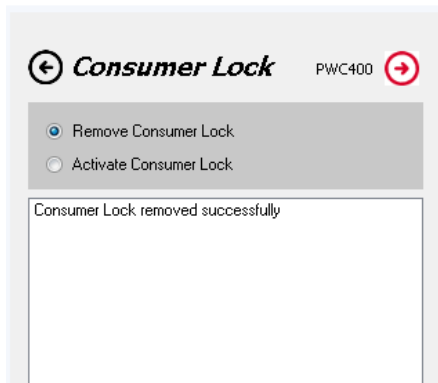 Consumer Lock PWC400
Remove Consumer Lock
Activate Consumer Lock
Consumer Lock removed successfully